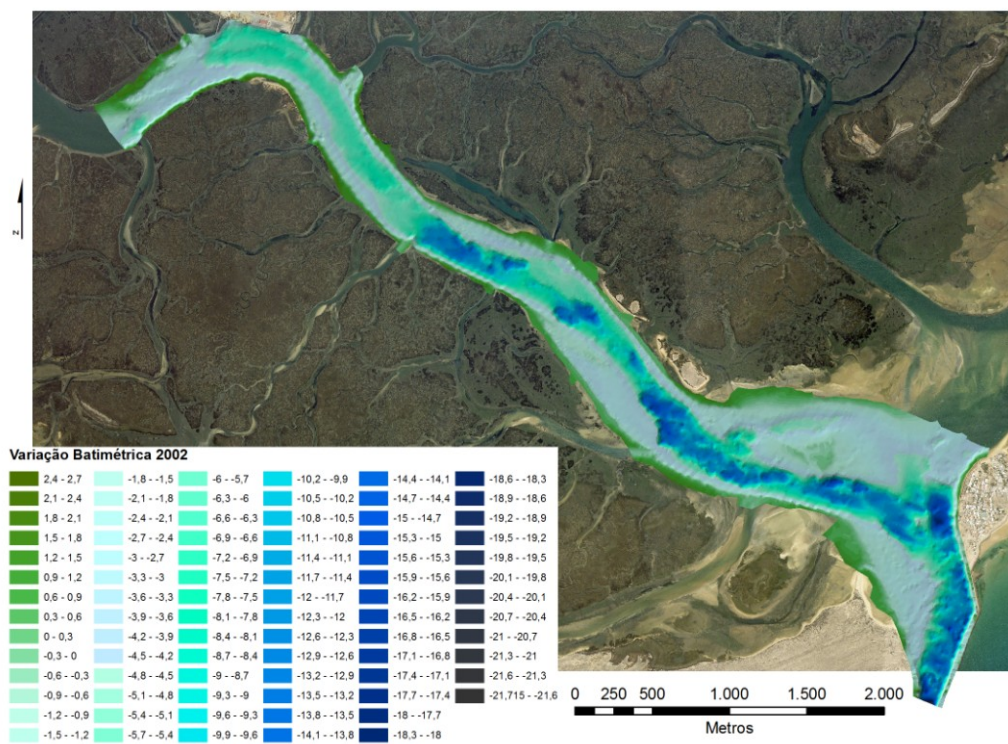 N
Variação Batimétrica 2002
2,4 - 2,7
2,1 - 2,4
1,8 - 2,1
1,5 - 1,8
1,2 - 1,5
0,9 - 1,2
0,6 - 0,9
0,3 - 0,6
0 - 0,3
-0,3 - 0
-0,6 - -0,3
-0,9 - -0,6
-1,2 - -0,9
-1,5 - -1,2
-1,8 - -1,5
-2,1 - -1,8
-2,4 - -2,1
-2,7 - -2,4
-3 - -2,7
-3,3 - -3
-3,6 - -3,3
-3,9 - -3,6
-4,2 - -3,9
-4,5 - -4,2
-4,8 - -4,5
-5,1 - -4,8
-5,4 - -5,1
-5,7 - -5,4
-6 - -5,7
-6,3 - -6
-6,6 - -6,3
-6,9 - -6,6
-7,2 - -6,9
-7,5 - -7,2
-7,8 - -7,5
-8,1 - -7,8
-8,4 - -8,1
-8,7 - -8,4
-9 - -8,7
-9,3 - -9
-9,6 - -9,3
-9,9 - -9,6
-10,2 - -9,9
-10,5 - -10,2
-10,8 - -10,5
-11,1 - -10,8
-11,4 - -11,1
-11,7 - -11,4
-12 - -11,7
-12,3 - -12
-12,6 - -12,3
-12,9 - -12,6
-13,2 - -12,9
-13,5 - -13,2
-13,8 - -13,5
-14,1 - -13,8
-14,4 - -14,1
-14,7 - -14,4
-15 - -14,7
-15,3 - -15
-15,6 - -15,3
-15,9 - -15,6
-16,2 - -15,9
-16,5 - -16,2
-16,8 - -16,5
-17,1 - -16,8
-17,4 - -17,1
-17,7 - -17,4
-18 - -17,7
-18,3 - -18
-18,6 - -18,3
-18,9 - -18,6
-19,2 - -18,9
-19,5 - -19,2
-19,8 - -19,5
-20,1 - -19,8
-20,4 - -20,1
-20,7 - -20,4
-21 - -20,7
-21,3 - -21
-21,6 - -21,3
-21,715 - -21,6
0 250 500 1.000 1.500 2.000
Metros